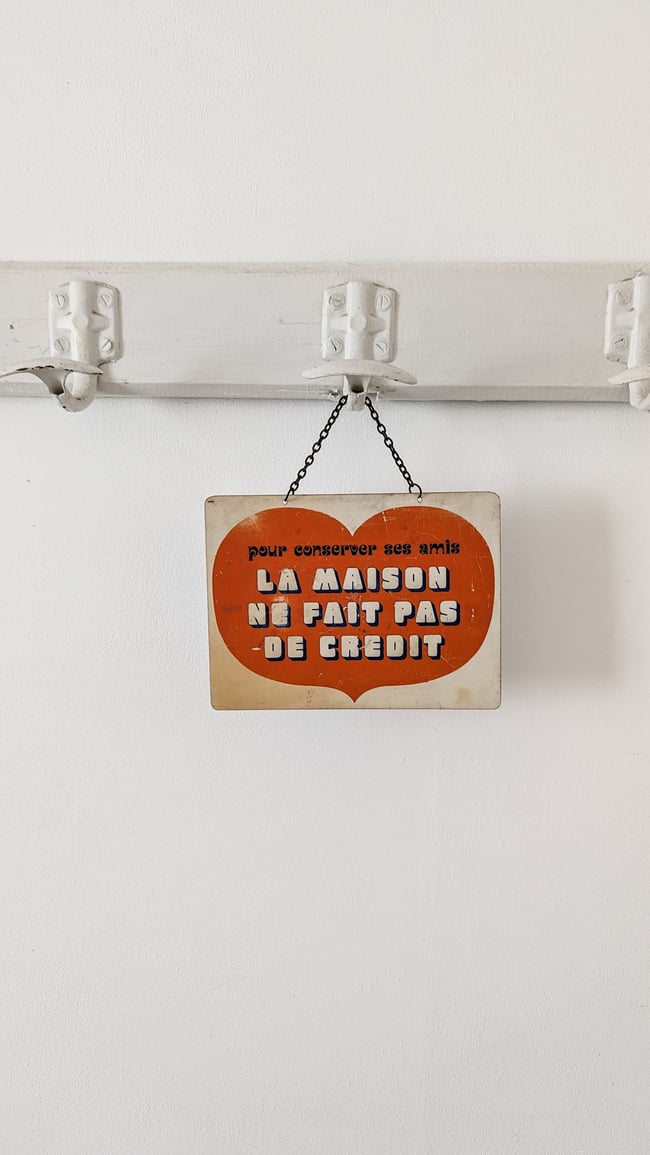 pour conserver ses amis
LA MAISON
NE FAIT PAS
DE CREDIT